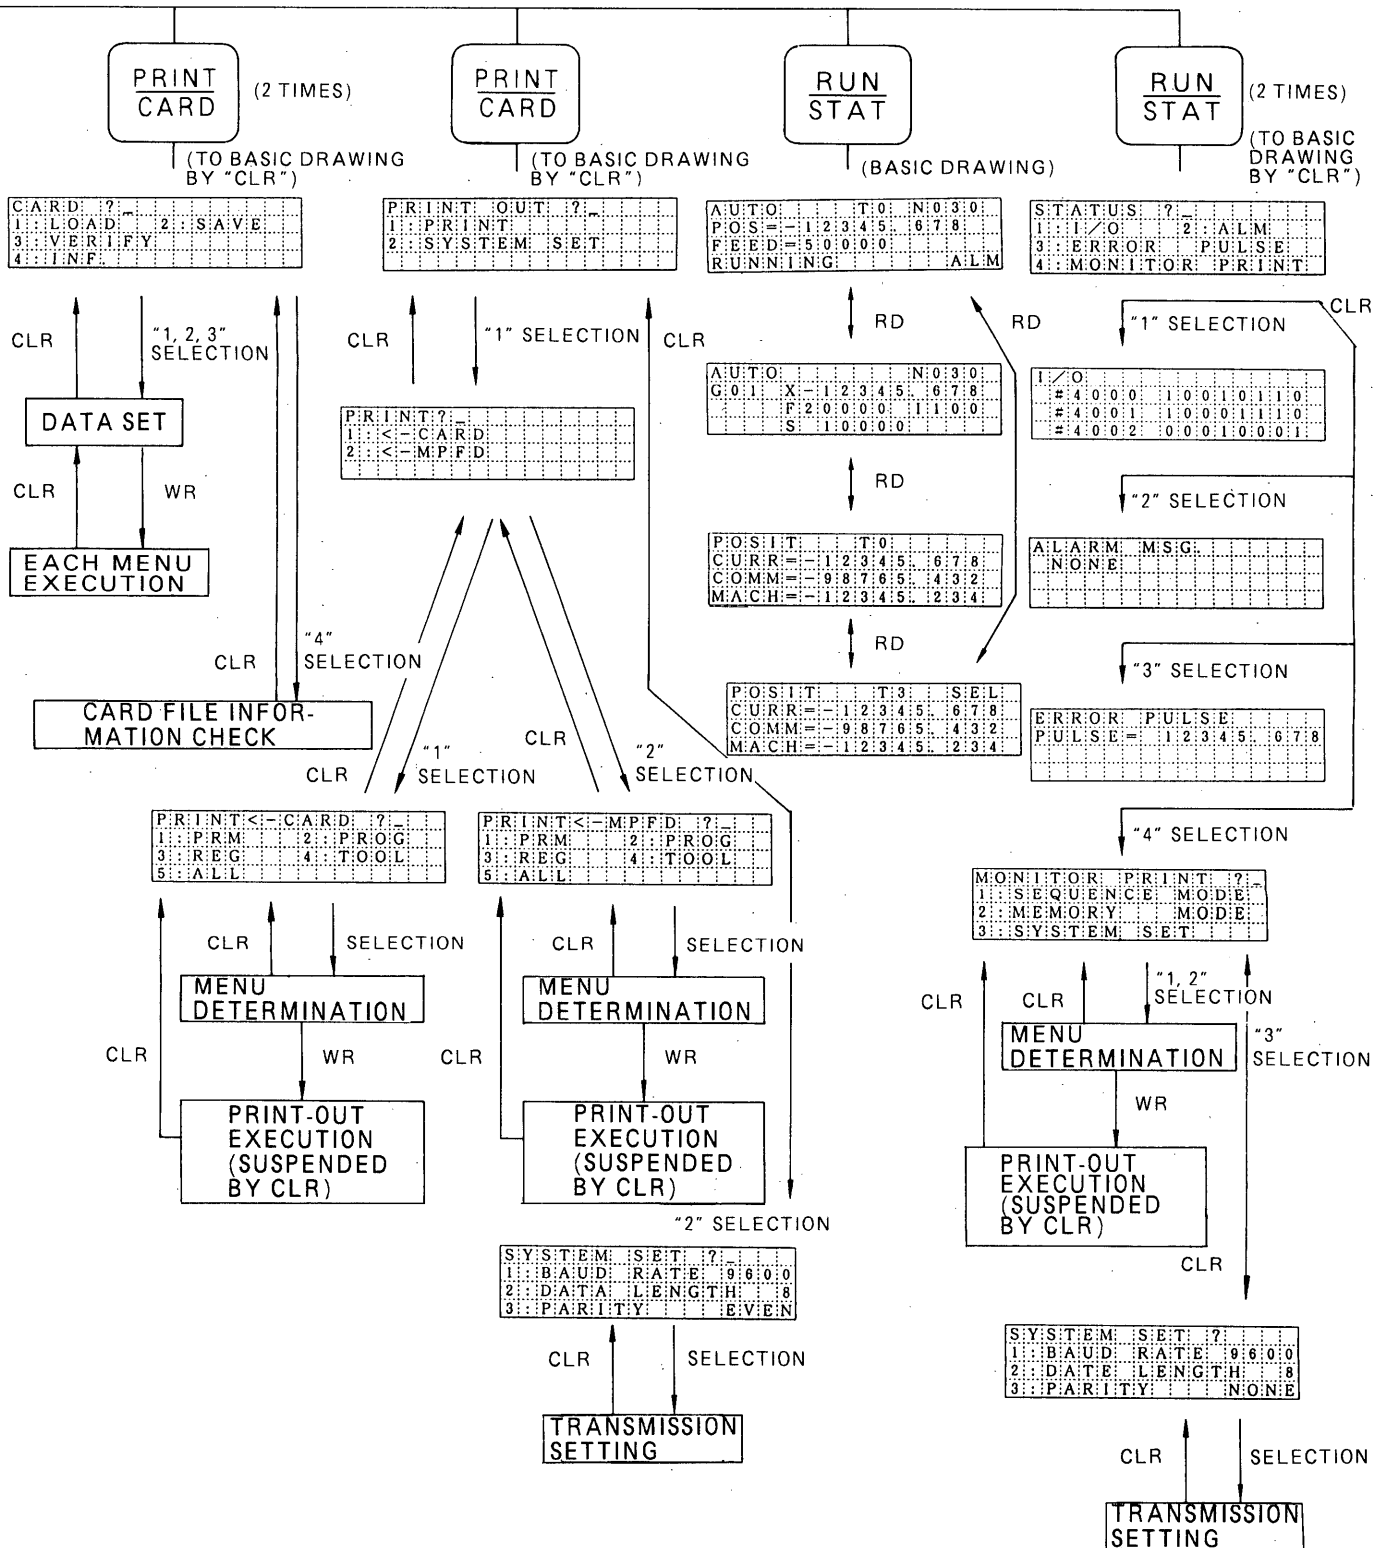 PRINT
CARD
(2 TIMES)
(TO BASIC DRAWING
BY "CLR")
CARD ?_
1:LOAD 2:SAVE
3:VERIFY
4:INF.
CLR
"1, 2, 3"
SELECTION
DATA SET
CLR
WR
EACH MENU
EXECUTION
CLR
"4"
SELECTION
CARD FILE INFOR-
MATION CHECK
PRINT
CARD
(TO BASIC DRAWING
BY "CLR")
PRINT OUT ?_
1:PRINT
2:SYSTEM SET
CLR
"1" SELECTION
CLR
PRINT?_
1:<-CARD
2:<-MPFD
CLR
"1"
SELECTION
CLR
"2"
SELECTION
PRINT<-CARD ?_
1:PRM 2:PROG
3:REG 4:TOOL
5:ALL
CLR
SELECTION
MENU
DETERMINATION
CLR
WR
PRINT-OUT
EXECUTION
(SUSPENDED
BY CLR)
PRINT<-MPFD ?_
1:PRM 2:PROG
3:REG 4:TOOL
5:ALL
CLR
SELECTION
MENU
DETERMINATION
CLR
WR
PRINT-OUT
EXECUTION
(SUSPENDED
BY CLR)
"2" SELECTION
SYSTEM SET ?_
1:BAUD RATE 9600
2:DATA LENGTH 8
3:PARITY EVEN
CLR
SELECTION
TRANSMISSION
SETTING
RUN
STAT
(BASIC DRAWING)
AUTO T0 N030
POS=-12345.678
FEED=50000
RUNNING ALM
RD
RD
AUTO N030
G01 X-12345.678
F20000 I100
S 10000
RD
POSIT T0
CURR=-12345.678
COMM=-98765.432
MACH=-12345.234
RD
POSIT T3 SEL
CURR=-12345.678
COMM=-98765.432
MACH=-12345.234
RUN
STAT
(2 TIMES)
(TO BASIC
DRAWING
BY "CLR")
STATUS ?_
1:I/O 2:ALM
3:ERROR PULSE
4:MONITOR PRINT
CLR
"1" SELECTION
I/O
#4000 10010110
#4001 10001110
#4002 00010001
"2" SELECTION
ALARM MSG.
NONE
"3" SELECTION
ERROR PULSE
PULSE= 12345.678
"4" SELECTION
MONITOR PRINT ?_
1:SEQUENCE MODE
2:MEMORY MODE
3:SYSTEM SET
CLR
CLR
"1, 2"
SELECTION
MENU
DETERMINATION
"3"
SELECTION
WR
PRINT-OUT
EXECUTION
(SUSPENDED
BY CLR)
CLR
SYSTEM SET ?
1:BAUD RATE 9600
2:DATE LENGTH 8
3:PARITY NONE
CLR
SELECTION
TRANSMISSION
SETTING